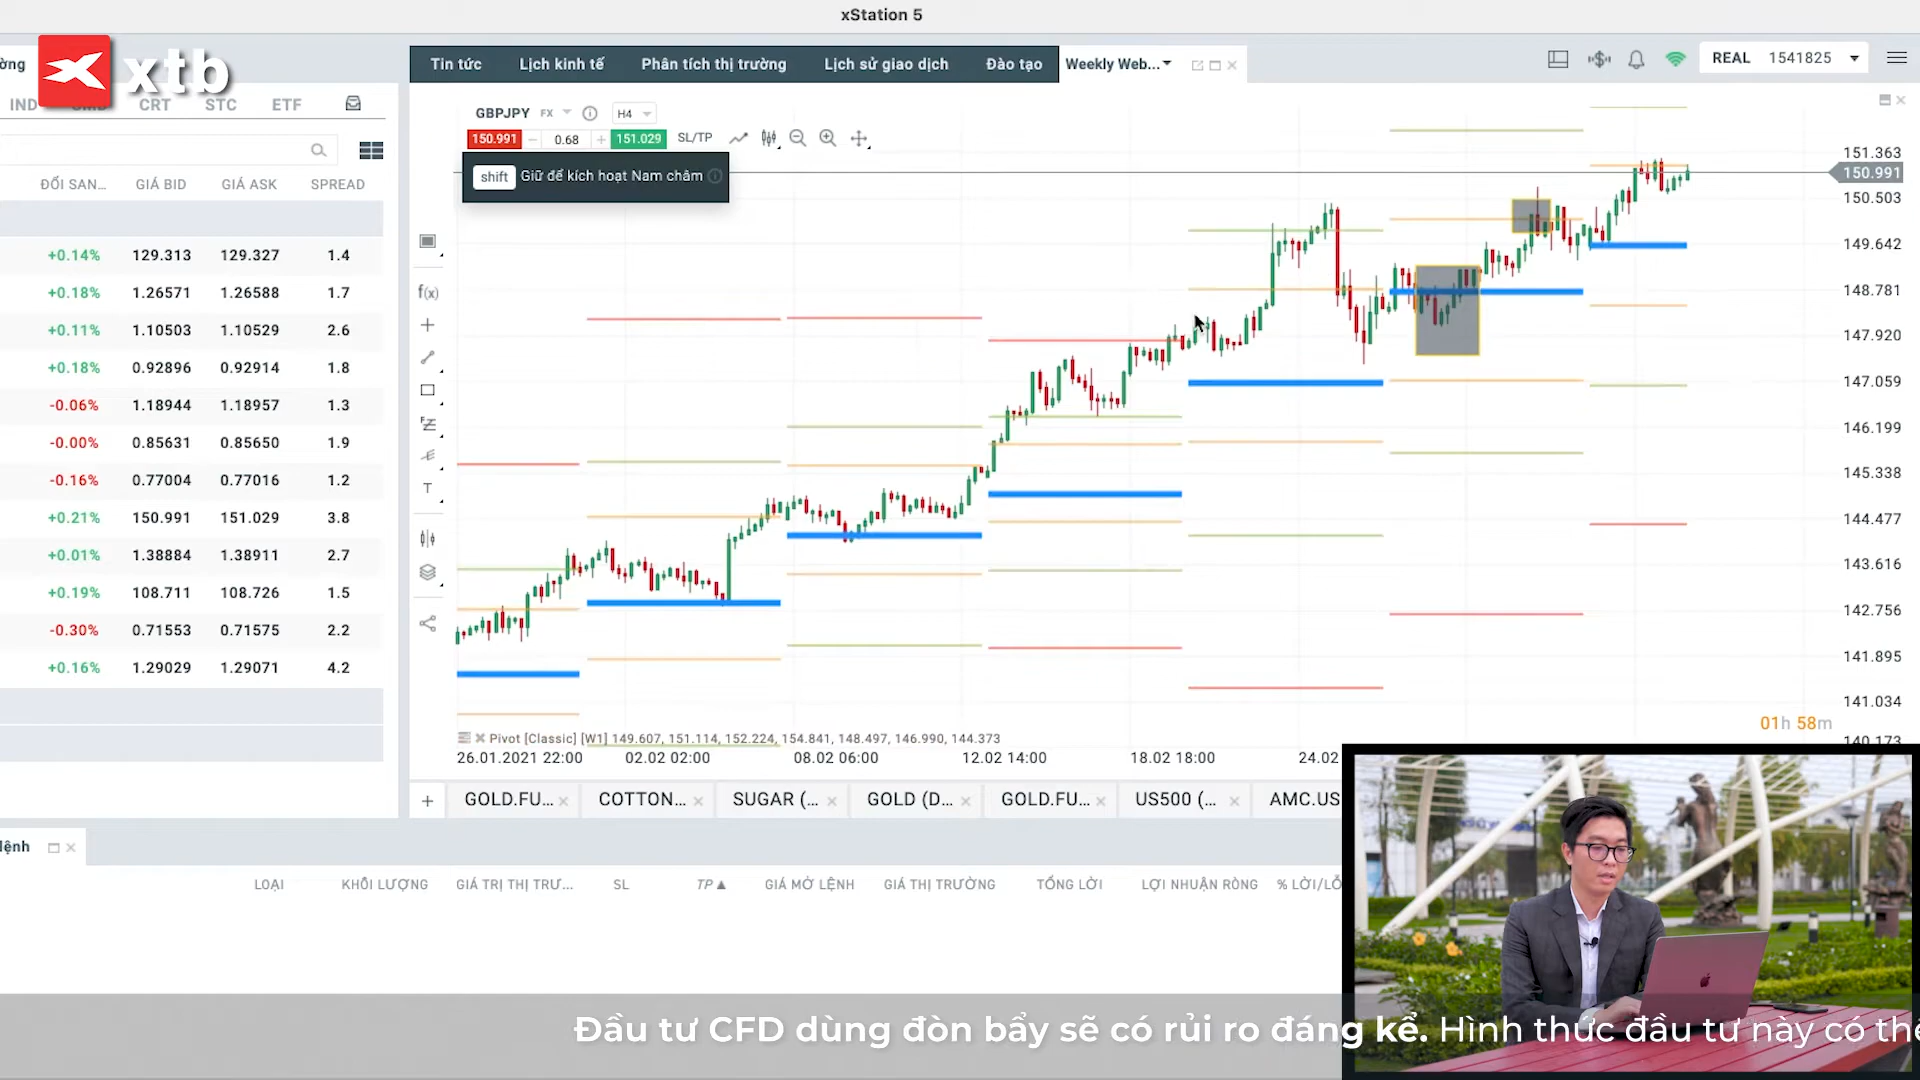 xStation 5
ờng
xtb
Tin tức
Lịch kinh tế
Phân tích thị trường
Lịch sử giao dịch
Đào tạo
Weekly Web...
REAL 1541825
IND
CRT
STC
ETF
GBPJPY FX H4
150.991 0.68 151.029 SL/TP
shift Giữ để kích hoạt Nam châm
ĐỔI SAN... GIÁ BID GIÁ ASK SPREAD
+0.14% 129.313 129.327 1.4
+0.18% 1.26571 1.26588 1.7
+0.11% 1.10503 1.10529 2.6
+0.18% 0.92896 0.92914 1.8
-0.06% 1.18944 1.18957 1.3
-0.00% 0.85631 0.85650 1.9
-0.16% 0.77004 0.77016 1.2
+0.21% 150.991 151.029 3.8
+0.01% 1.38884 1.38911 2.7
+0.19% 108.711 108.726 1.5
-0.30% 0.71553 0.71575 2.2
+0.16% 1.29029 1.29071 4.2
f(x)
T
151.363
150.991
150.503
149.642
148.781
147.920
147.059
146.199
145.338
144.477
143.616
142.756
141.895
141.034
140.173
01h 58m
Pivot [Classic] [W1] 149.607, 151.114, 152.224, 154.841, 148.497, 146.990, 144.373
26.01.2021 22:00 02.02 02:00 08.02 06:00 12.02 14:00 18.02 18:00 24.02
+ GOLD.FU... COTTON... SUGAR (... GOLD (D... GOLD.FU... US500 (... AMC.US
lệnh
LOẠI KHỐI LƯỢNG GIÁ TRỊ THỊ TRƯ... SL TP GIÁ MỞ LỆNH GIÁ THỊ TRƯỜNG TỔNG LỜI LỢI NHUẬN RÒNG % LỜI/LỖ
Đầu tư CFD dùng đòn bẩy sẽ có rủi ro đáng kể. Hình thức đầu tư này có thể